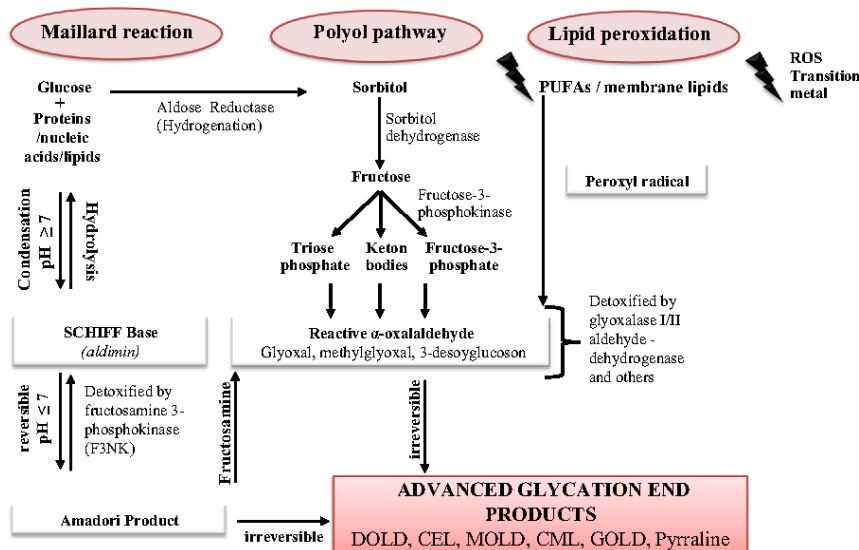 Maillard reaction
Polyol pathway
Lipid peroxidation
ROS
Transition
metal
Glucose
+
Proteins
/nucleic
acids/lipids
Aldose Reductase
(Hydrogenation)
Sorbitol
PUFAs / membrane lipids
Sorbitol
dehydrogenase
Fructose
Fructose-3-
phosphokinase
Peroxyl radical
Condensation
pH ≥ 7
Hydrolysis
Triose
phosphate
Keton
bodies
Fructose-3-
phosphate
SCHIFF Base
(aldimin)
Reactive α-oxalaldehyde
Glyoxal, methylglyoxal, 3-desoyglucoson
Detoxified by
glyoxalase I/II
aldehyde -
dehydrogenase
and others
reversible
pH ≤ 7
Detoxified by
fructosamine 3-
phosphokinase
(F3NK)
Fructosamine
irreversible
Amadori Product
irreversible
ADVANCED GLYCATION END
PRODUCTS
DOLD, CEL, MOLD, CML, GOLD, Pyrraline